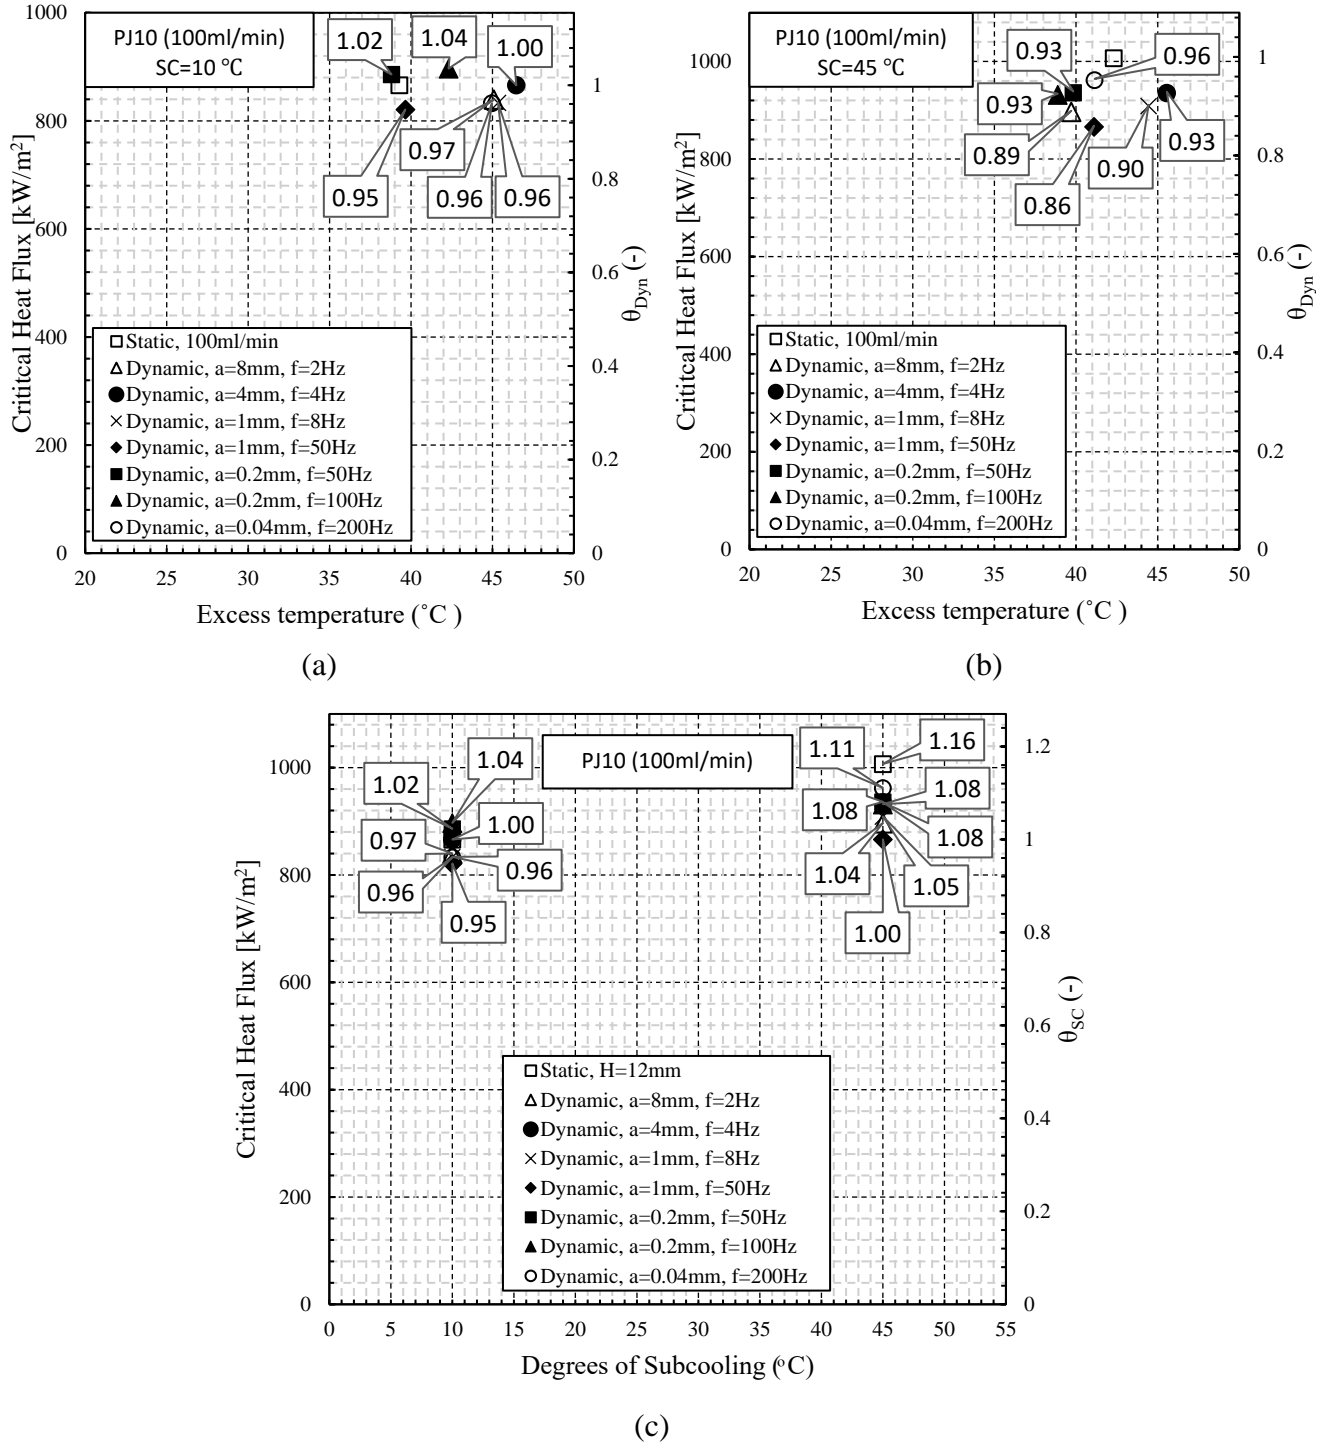 PJ10 (100ml/min)
SC=10 ℃
1.02
1.04
1.00
0.97
0.95
0.96
0.96
1000
800
600
400
200
0
Crititcal Heat Flux [kW/m²]
1
0.8
0.6
0.4
0.2
0
θDyn (-)
Static, 100ml/min
Dynamic, a=8mm, f=2Hz
Dynamic, a=4mm, f=4Hz
Dynamic, a=1mm, f=8Hz
Dynamic, a=1mm, f=50Hz
Dynamic, a=0.2mm, f=50Hz
Dynamic, a=0.2mm, f=100Hz
Dynamic, a=0.04mm, f=200Hz
20 25 30 35 40 45 50
Excess temperature (˚C )
(a)
PJ10 (100ml/min)
SC=45 ℃
0.93
0.96
0.93
0.89
0.86
0.90
0.93
1000
800
600
400
200
0
Crititcal Heat Flux [kW/m²]
1
0.8
0.6
0.4
0.2
0
θDyn (-)
Static, 100ml/min
Dynamic, a=8mm, f=2Hz
Dynamic, a=4mm, f=4Hz
Dynamic, a=1mm, f=8Hz
Dynamic, a=1mm, f=50Hz
Dynamic, a=0.2mm, f=50Hz
Dynamic, a=0.2mm, f=100Hz
Dynamic, a=0.04mm, f=200Hz
20 25 30 35 40 45 50
Excess temperature (˚C )
(b)
PJ10 (100ml/min)
1.04
1.02
1.00
0.97
0.96
0.96
0.95
1.11
1.16
1.08
1.08
1.08
1.04
1.05
1.00
1000
800
600
400
200
0
Crititcal Heat Flux [kW/m²]
1.2
1
0.8
0.6
0.4
0.2
0
θSC (-)
Static, H=12mm
Dynamic, a=8mm, f=2Hz
Dynamic, a=4mm, f=4Hz
Dynamic, a=1mm, f=8Hz
Dynamic, a=1mm, f=50Hz
Dynamic, a=0.2mm, f=50Hz
Dynamic, a=0.2mm, f=100Hz
Dynamic, a=0.04mm, f=200Hz
0 5 10 15 20 25 30 35 40 45 50 55
Degrees of Subcooling (ᵒC)
(c)